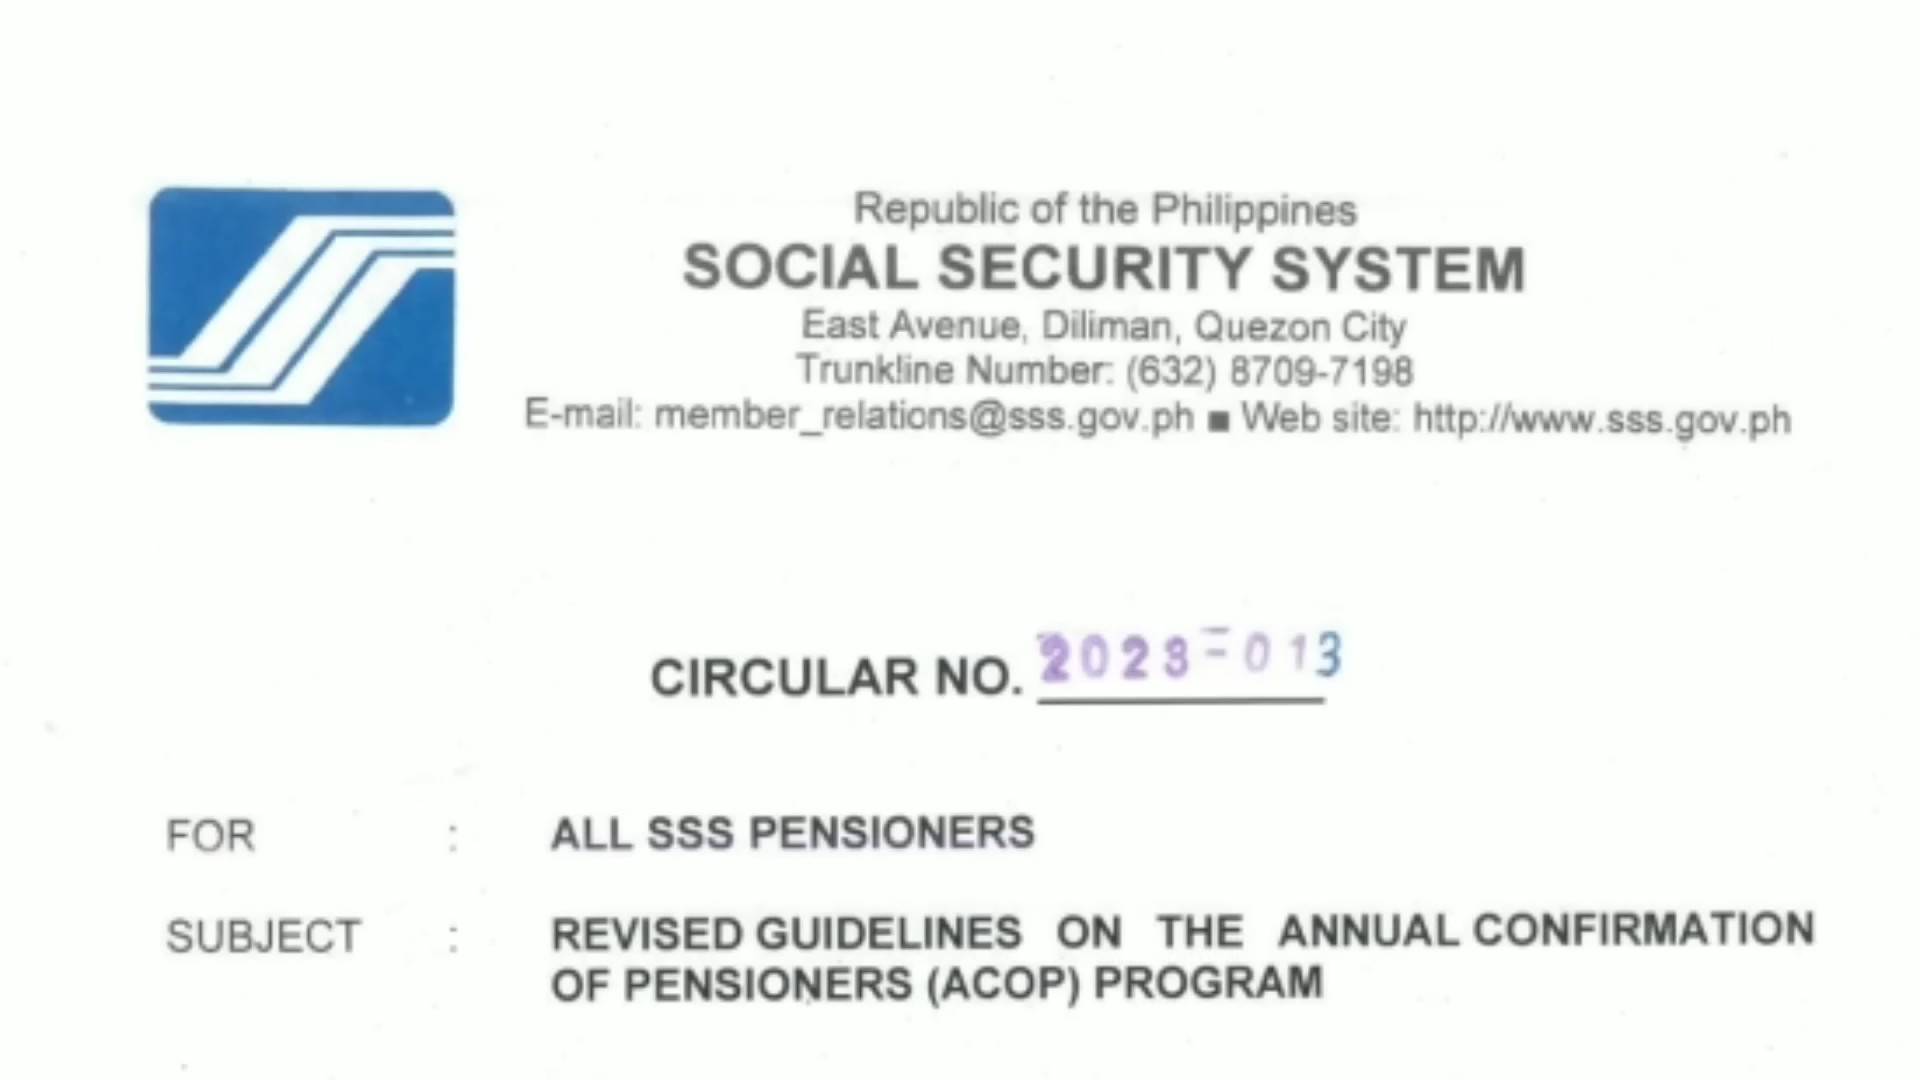 Republic of the Philippines
SOCIAL SECURITY SYSTEM
East Avenue, Diliman, Quezon City
Trunkline Number: (632) 8709-7198
E-mail: member_relations@sss.gov.ph ■ Web site: http://www.sss.gov.ph
CIRCULAR NO. 2023-013
FOR : ALL SSS PENSIONERS
SUBJECT : REVISED GUIDELINES ON THE ANNUAL CONFIRMATION
OF PENSIONERS (ACOP) PROGRAM